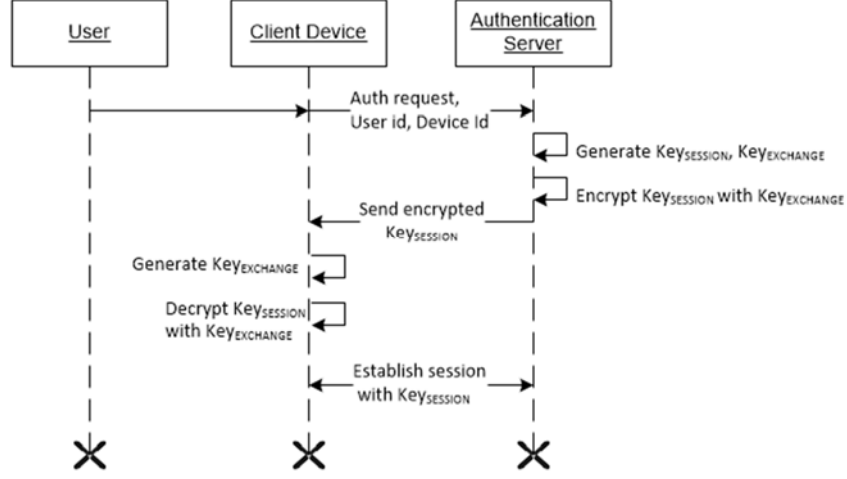 User
Client Device
Authentication
Server
Auth request,
User id, Device Id
Generate KeySESSION, KeyEXCHANGE
Encrypt KeySESSION with KeyEXCHANGE
Send encrypted
KeySESSION
Generate KeyEXCHANGE
Decrypt KeySESSION
with KeyEXCHANGE
Establish session
with KeySESSION